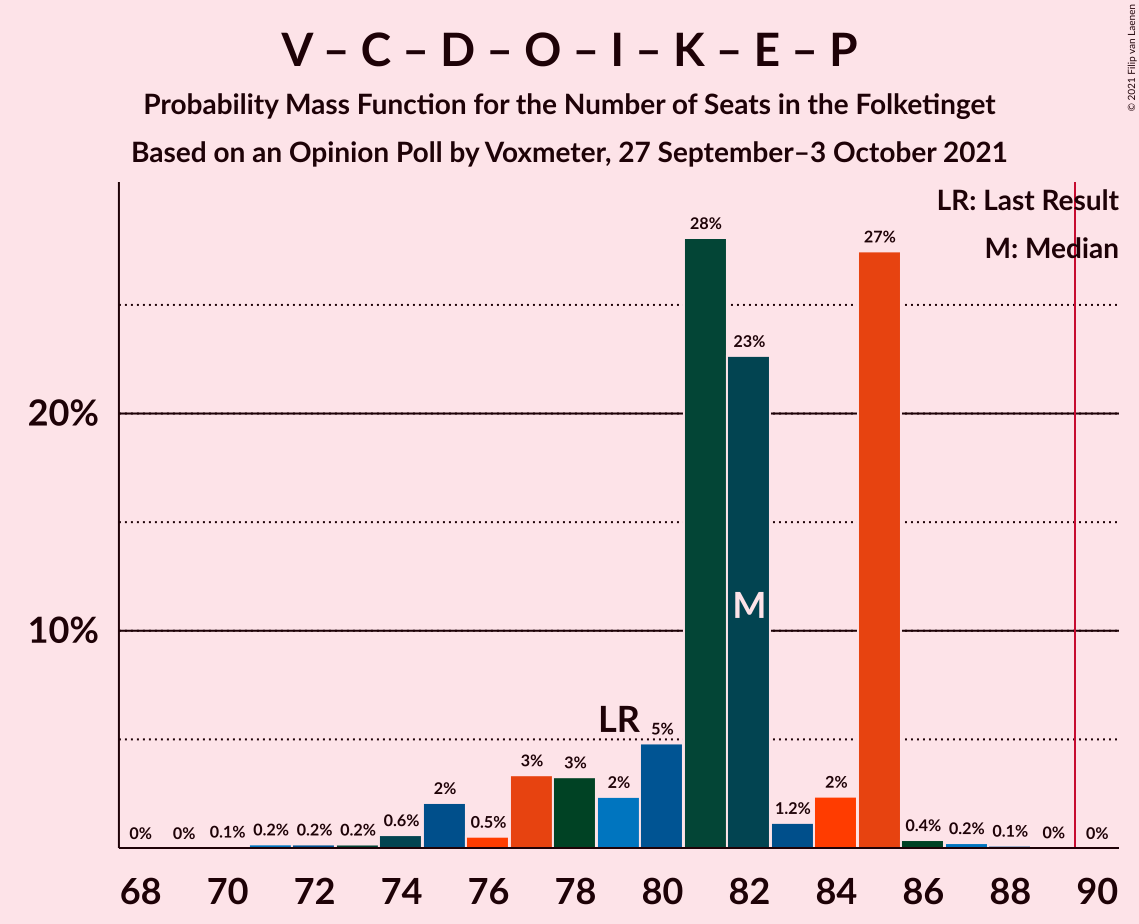 V – C – D – O – I – K – E – P
Probability Mass Function for the Number of Seats in the Folketinget
Based on an Opinion Poll by Voxmeter, 27 September–3 October 2021
© 2021 Filip van Laenen
LR: Last Result
M: Median
20%
10%
0%
0%
0.1%
0.2%
0.2%
0.2%
0.6%
2%
0.5%
3%
3%
2%
LR
5%
28%
23%
M
1.2%
2%
27%
0.4%
0.2%
0.1%
0%
0%
68 70 72 74 76 78 80 82 84 86 88 90